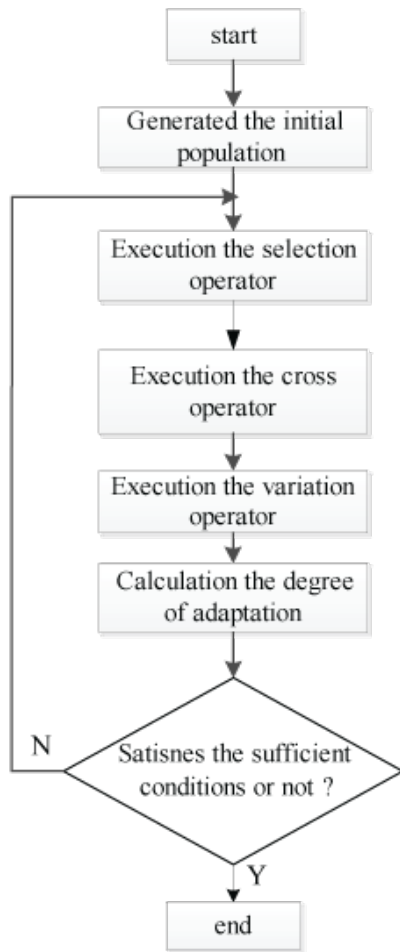 start
Generated the initial
population
Execution the selection
operator
Execution the cross
operator
Execution the variation
operator
Calculation the degree
of adaptation
Satisnes the sufficient
conditions or not ?
N
Y
end